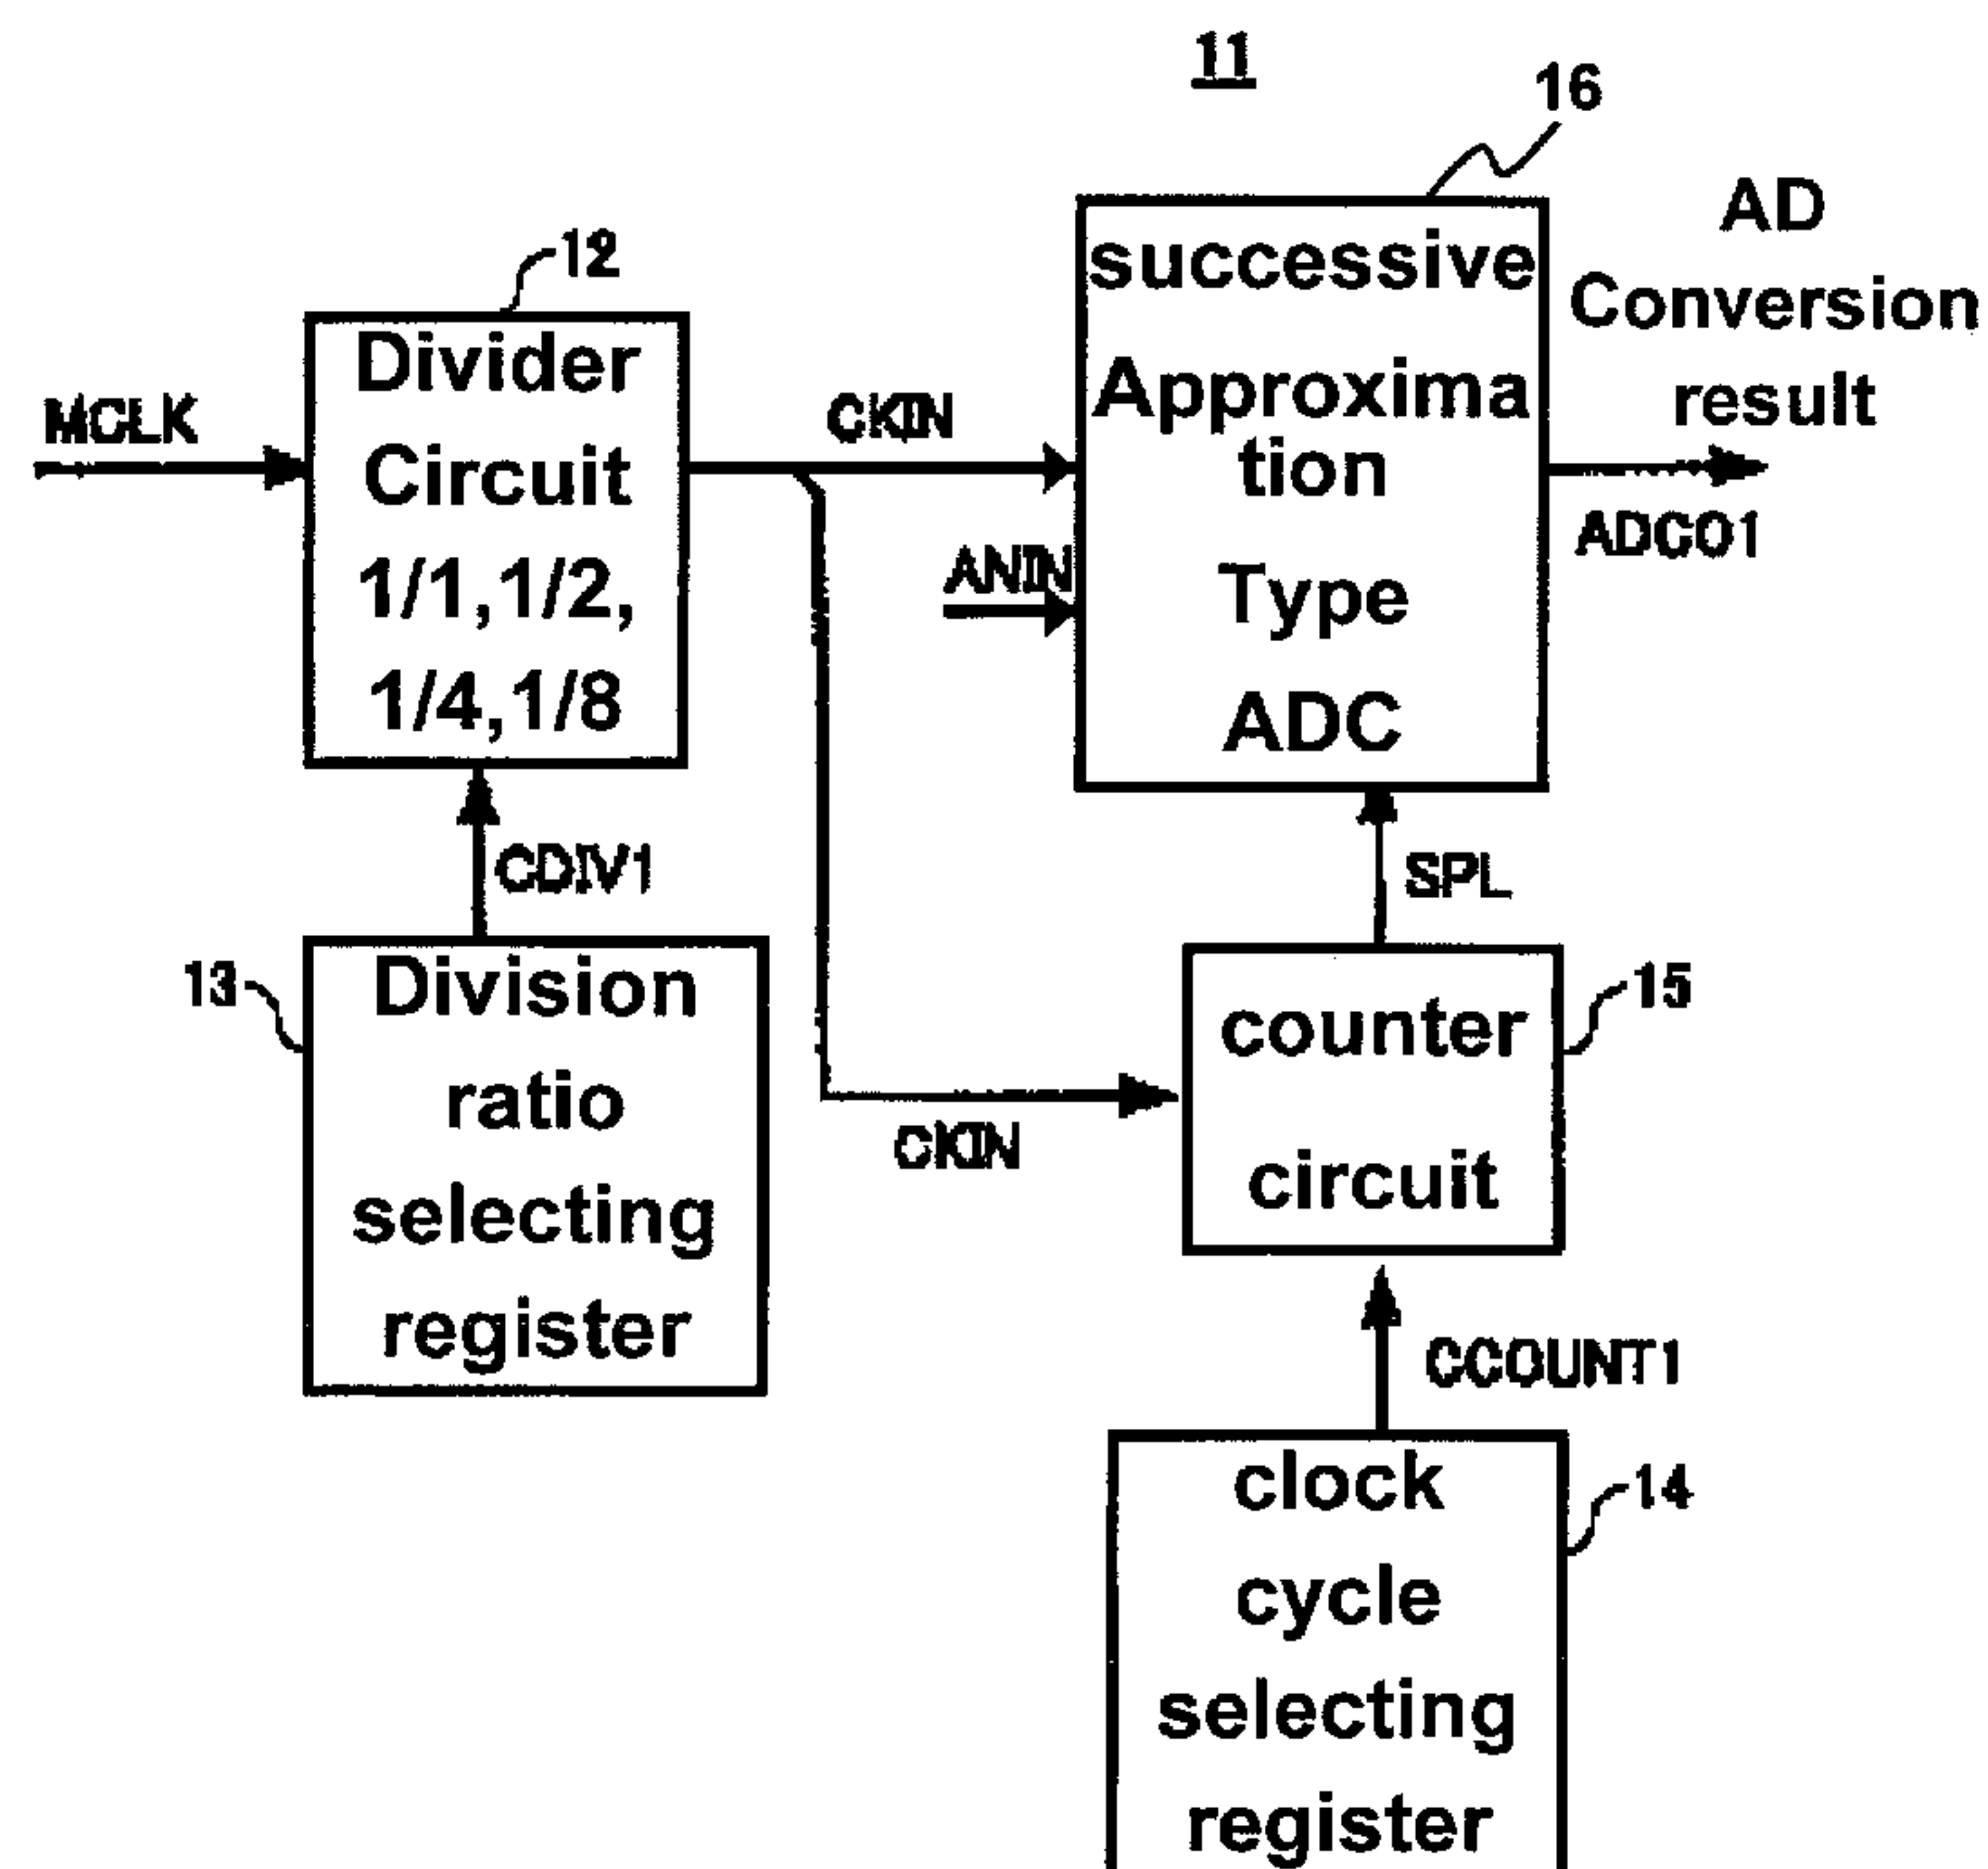 11
16
AD
Conversion
result
ADCO1
12
Divider
Circuit
1/1,1/2,
1/4,1/8
MCLK
CKIN
ANIN
successive
Approxima
tion
Type
ADC
CDIV1
SPL
13
Division
ratio
selecting
register
CKIN
counter
circuit
15
CCOUNT1
clock
cycle
selecting
register
14